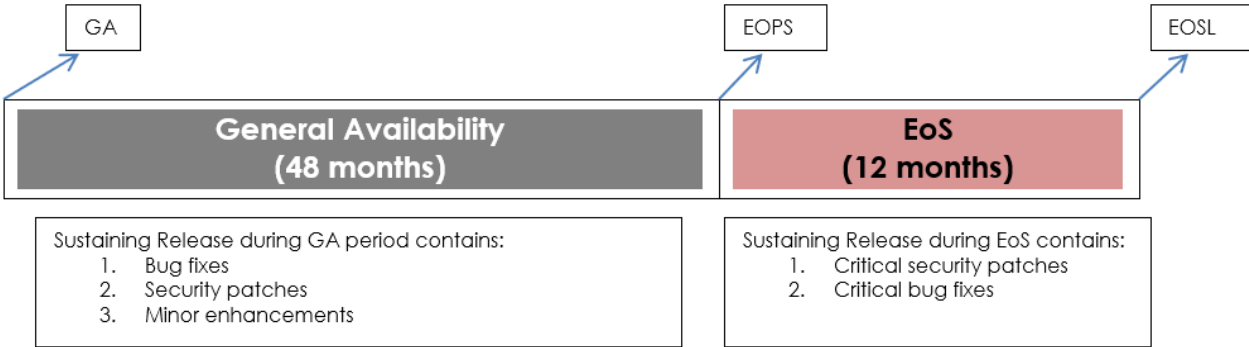 GA
EOPS
EOSL
General Availability
(48 months)
EoS
(12 months)
Sustaining Release during GA period contains:
1. Bug fixes
2. Security patches
3. Minor enhancements
Sustaining Release during EoS contains:
1. Critical security patches
2. Critical bug fixes